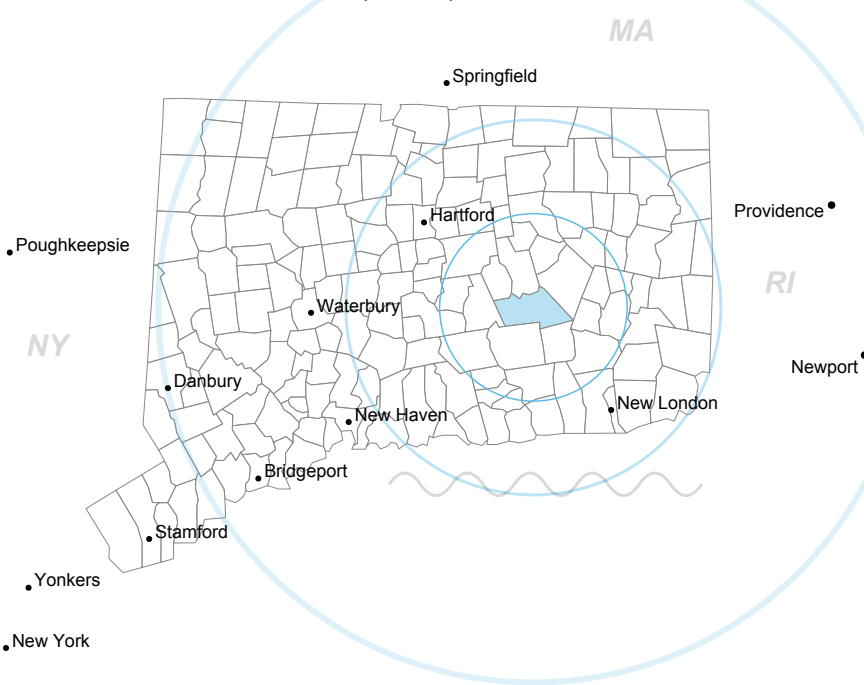 MA
Springfield
Providence
Hartford
Poughkeepsie
RI
Waterbury
NY
Newport
Danbury
New London
New Haven
Bridgeport
Stamford
Yonkers
New York